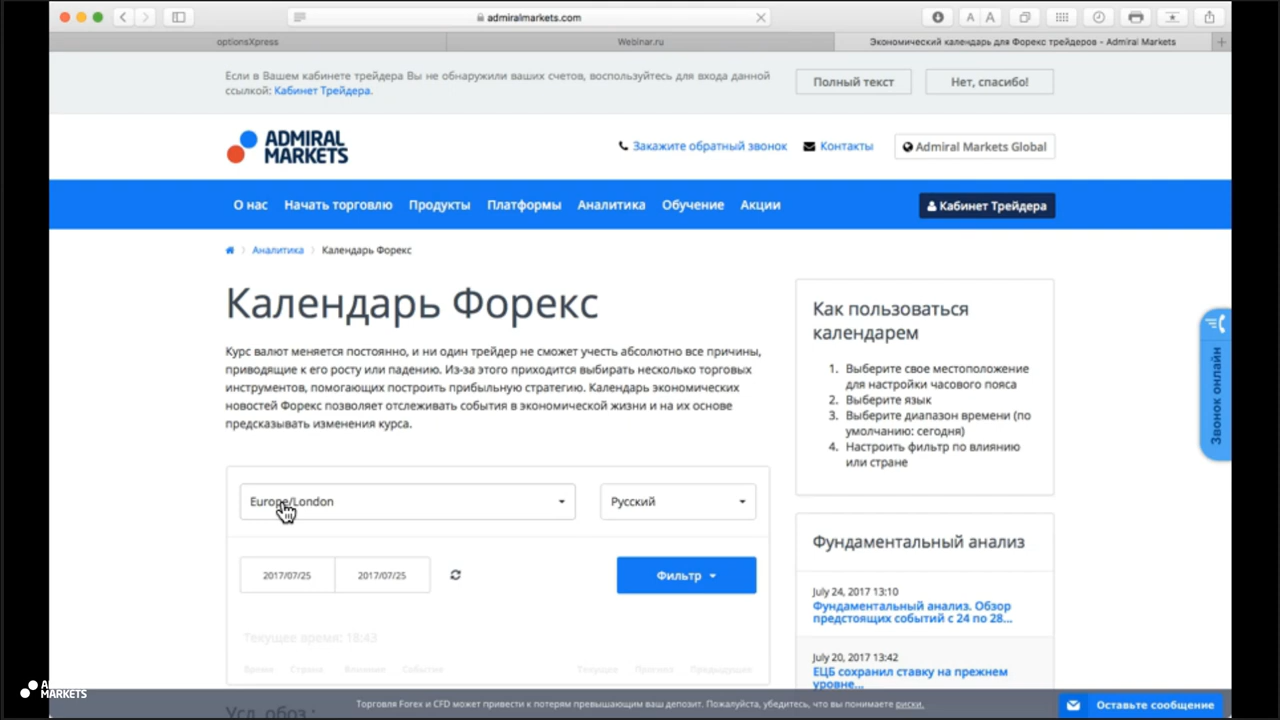 admiralmarkets.com
A A
optionsXpress
Webinar.ru
Экономический календарь для Форекс трейдеров - Admiral Markets
Если в Вашем кабинете трейдера Вы не обнаружили ваших счетов, воспользуйтесь для входа данной
ссылкой: Кабинет Трейдера.
Полный текст
Нет, спасибо!
ADMIRAL
MARKETS
Закажите обратный звонок
Контакты
Admiral Markets Global
О нас
Начать торговлю
Продукты
Платформы
Аналитика
Обучение
Акции
Кабинет Трейдера
Аналитика
Календарь Форекс
Календарь Форекс
Курс валют меняется постоянно, и ни один трейдер не сможет учесть абсолютно все причины,
приводящие к его росту или падению. Из-за этого приходится выбирать несколько торговых
инструментов, помогающих построить прибыльную стратегию. Календарь экономических
новостей Форекс позволяет отслеживать события в экономической жизни и на их основе
предсказывать изменения курса.
Europe/London
Русский
2017/07/25
2017/07/25
Фильтр
Текущее время: 18:43
Время
Страна
Влияние
Событие
Текущее
Прогноз
Предыдущее
Усл. обоз.:
Как пользоваться
календарем
1. Выберите свое местоположение
для настройки часового пояса
2. Выберите язык
3. Выберите диапазон времени (по
умолчанию: сегодня)
4. Настроить фильтр по влиянию
или стране
Фундаментальный анализ
July 24, 2017 13:10
Фундаментальный анализ. Обзор
предстоящих событий с 24 по 28...
July 20, 2017 13:42
ЕЦБ сохранил ставку на прежнем
уровне...
Звонок онлайн
MARKETS
Торговля Forex и CFD может привести к потерям превышающим ваш депозит. Пожалуйста, убедитесь, что вы понимаете риски.
Оставьте сообщение